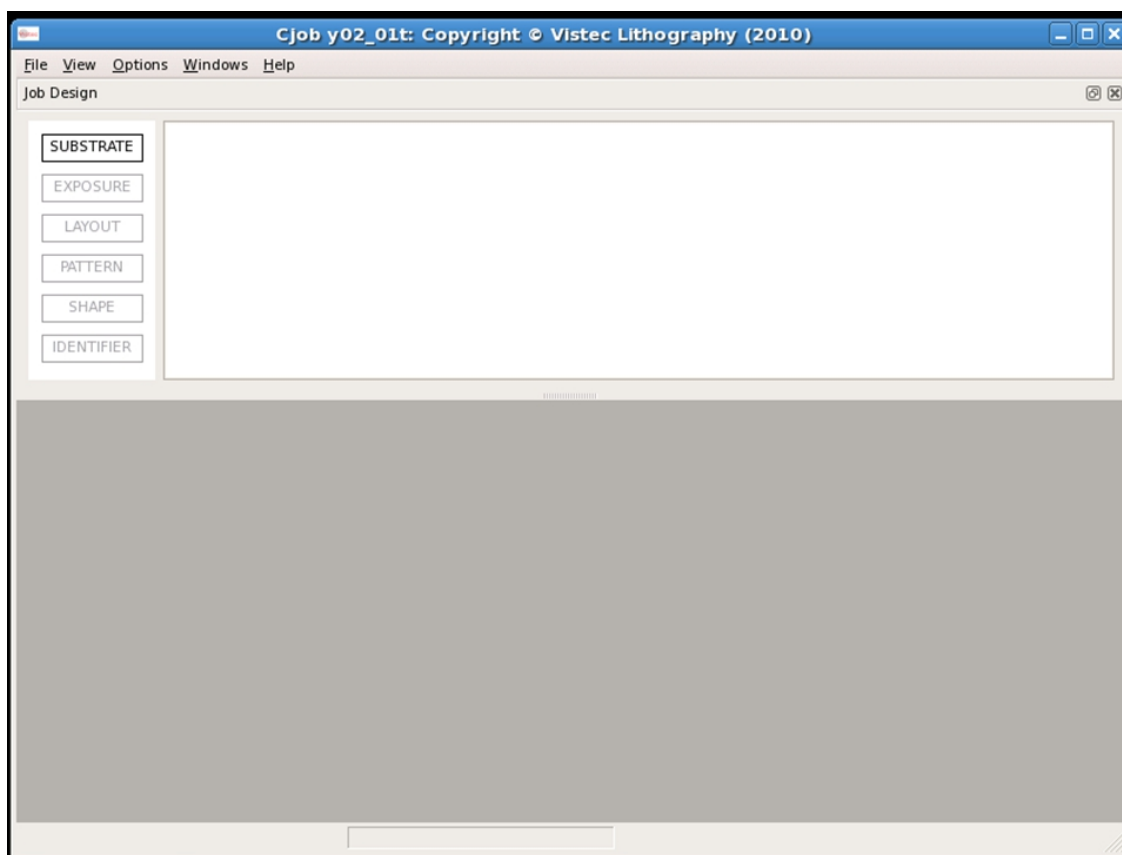 Cjob y02_01t: Copyright © Vistec Lithography (2010)
File View Options Windows Help
Job Design
SUBSTRATE
EXPOSURE
LAYOUT
PATTERN
SHAPE
IDENTIFIER